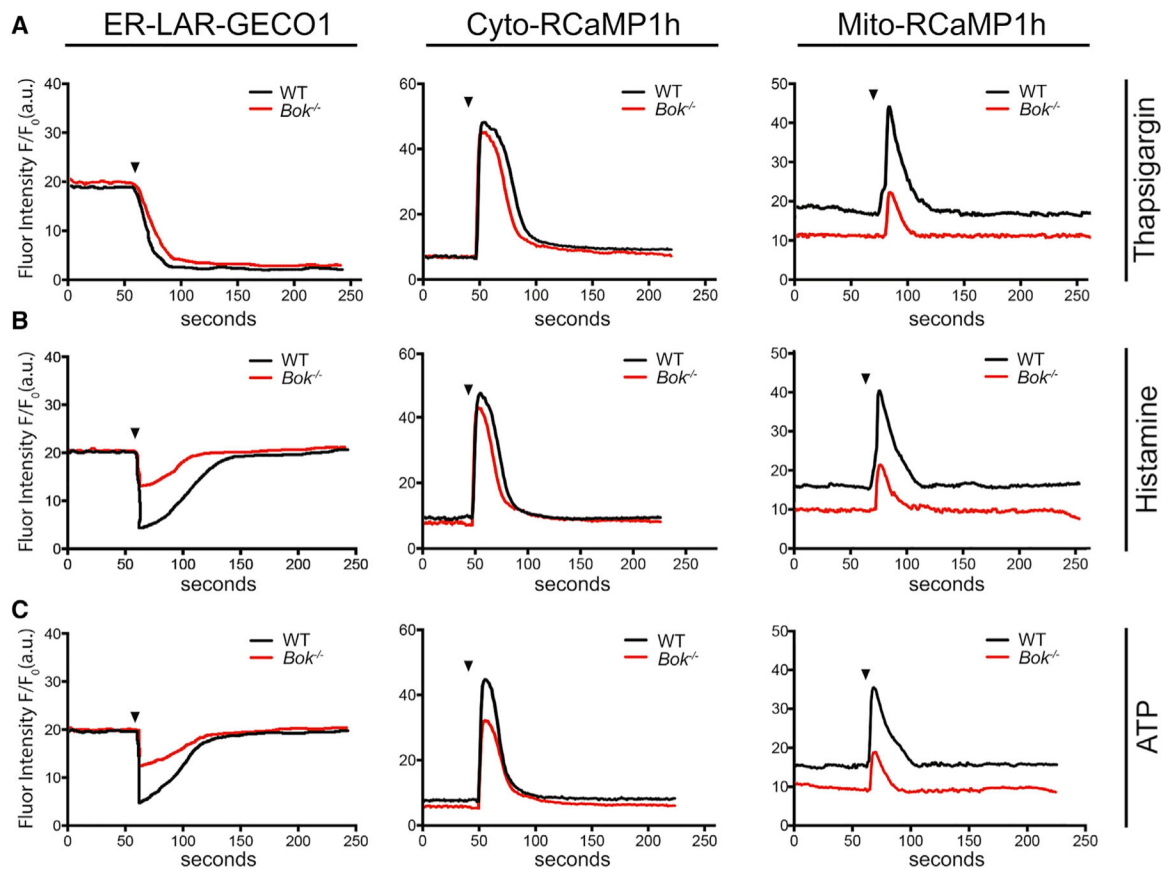 A
ER-LAR-GECO1
Cyto-RCaMP1h
Mito-RCaMP1h
Fluor Intensity F/F0(a.u.)
40
30
20
10
0
0 50 100 150 200 250
seconds
WT
Bok-/-
60
40
20
0
0 50 100 150 200 250
seconds
WT
Bok-/-
50
40
30
20
10
0
0 50 100 150 200 250
seconds
WT
Bok-/-
Thapsigargin
B
Fluor Intensity F/F0(a.u.)
40
30
20
10
0
0 50 100 150 200 250
seconds
WT
Bok-/-
60
40
20
0
0 50 100 150 200 250
seconds
WT
Bok-/-
50
40
30
20
10
0
0 50 100 150 200 250
seconds
WT
Bok-/-
Histamine
C
Fluor Intensity F/F0(a.u.)
40
30
20
10
0
0 50 100 150 200 250
seconds
WT
Bok-/-
60
40
20
0
0 50 100 150 200 250
seconds
WT
Bok-/-
50
40
30
20
10
0
0 50 100 150 200 250
seconds
WT
Bok-/-
ATP